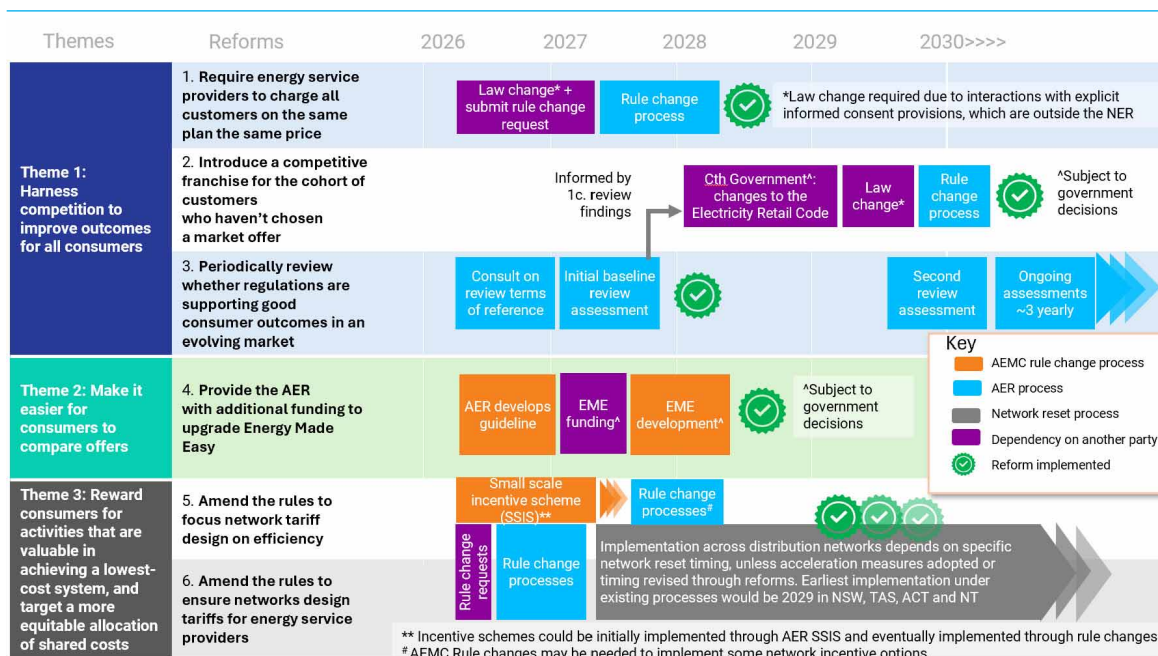 Themes
Reforms
2026
2027
2028
2029
2030>>>>
Theme 1:
Harness
competition to
improve outcomes
for all consumers
1. Require energy service
providers to charge all
customers on the same
plan the same price
Law change* +
submit rule change
request
Rule change
process
*Law change required due to interactions with explicit
informed consent provisions, which are outside the NER
2. Introduce a competitive
franchise for the cohort of
customers
who haven't chosen
a market offer
Informed by
1c. review
findings
Cth Government^:
changes to the
Electricity Retail Code
Law
change*
Rule
change
process
^Subject to
government
decisions
3. Periodically review
whether regulations are
supporting good
consumer outcomes in an
evolving market
Consult on
review terms
of reference
Initial baseline
review
assessment
Second
review
assessment
Ongoing
assessments
~3 yearly
Key
AEMC rule change process
AER process
Network reset process
Dependency on another party
Reform implemented
Theme 2: Make it
easier for
consumers to
compare offers
4. Provide the AER
with additional funding to
upgrade Energy Made
Easy
AER develops
guideline
EME
funding^
EME
development^
^Subject to
government
decisions
Theme 3: Reward
consumers for
activities that are
valuable in
achieving a lowest-
cost system, and
target a more
equitable allocation
of shared costs
5. Amend the rules to
focus network tariff
design on efficiency
Small scale
incentive scheme
(SSIS)**
Rule change
processes#
6. Amend the rules to
ensure networks design
tariffs for energy service
providers
Rule change
requests
Rule change
processes
Implementation across distribution networks depends on specific
network reset timing, unless acceleration measures adopted or
timing revised through reforms. Earliest implementation under
existing processes would be 2029 in NSW, TAS, ACT and NT
** Incentive schemes could be initially implemented through AER SSIS and eventually implemented through rule changes
# AEMC Rule changes may be needed to implement some network incentive options